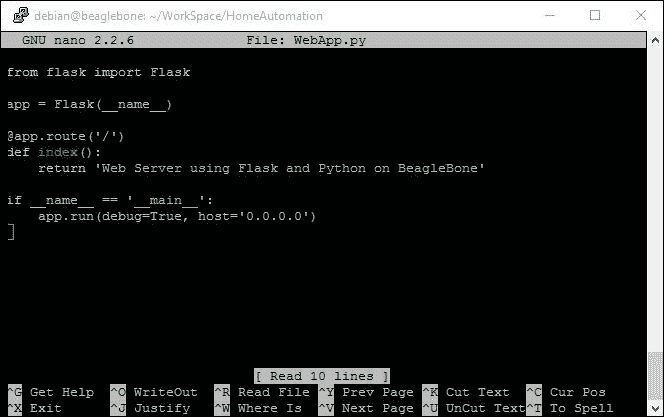 debian@beaglebone: ~/WorkSpace/HomeAutomation
GNU nano 2.2.6 File: WebApp.py
from flask import Flask
app = Flask(__name__)
@app.route('/')
def index():
    return 'Web Server using Flask and Python on BeagleBone'
if __name__ == '__main__':
    app.run(debug=True, host='0.0.0.0')
[ Read 10 lines ]
^G Get Help ^O WriteOut ^R Read File ^Y Prev Page ^K Cut Text ^C Cur Pos
^X Exit ^J Justify ^W Where Is ^V Next Page ^U UnCut Text ^T To Spell